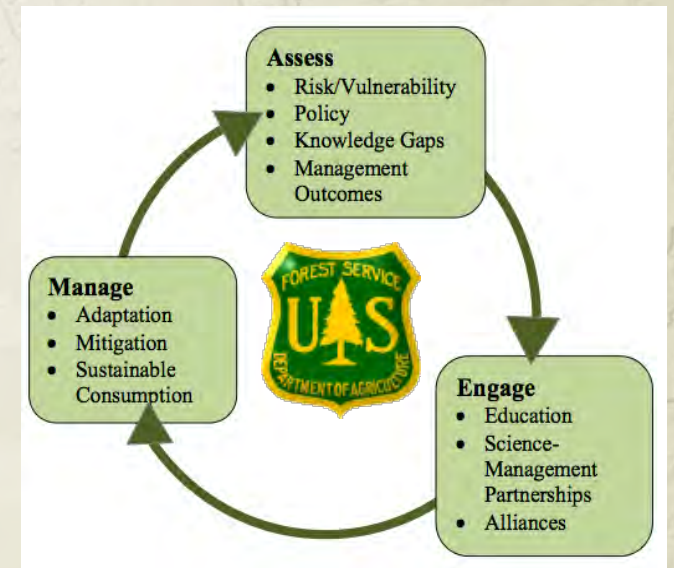 Assess
• Risk/Vulnerability
• Policy
• Knowledge Gaps
• Management
Outcomes
Manage
• Adaptation
• Mitigation
• Sustainable
Consumption
FOREST SERVICE
U S
DEPARTMENT OF AGRICULTURE
Engage
• Education
• Science-
Management
Partnerships
• Alliances